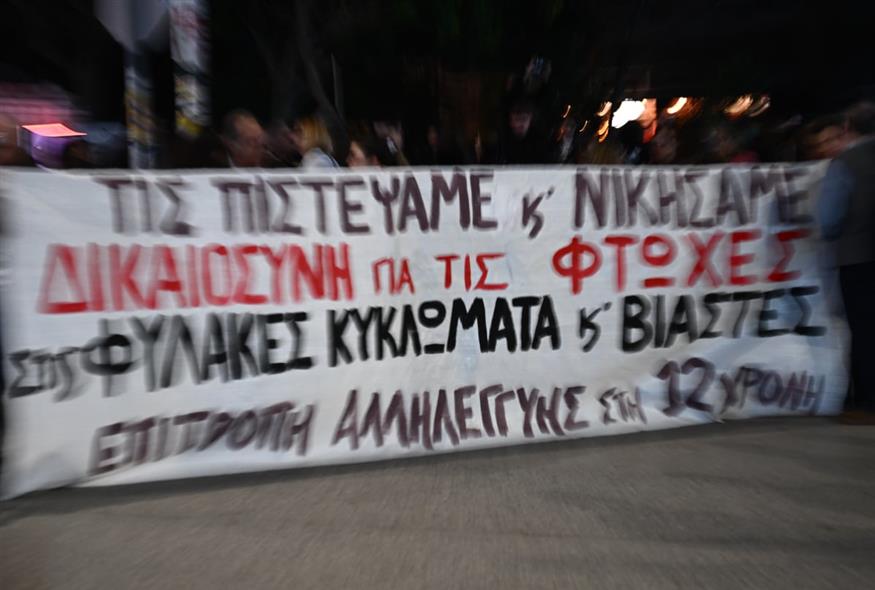 ΤΙΣ ΠΙΣΤΕΨΑΜΕ κ' ΝΙΚΗΣΑΜΕ
ΔΙΚΑΙΟΣΥΝΗ ΓΙΑ ΤΙΣ ΦΤΩΧΕΣ
ΣΤΙΣ ΦΥΛΑΚΕΣ ΚΥΚΛΩΜΑΤΑ κ' ΒΙΑΣΤΕΣ
ΕΠΙΤΡΟΠΗ ΑΛΛΗΛΕΓΓΥΗΣ ΣΤΗ 12ΧΡΟΝΗ